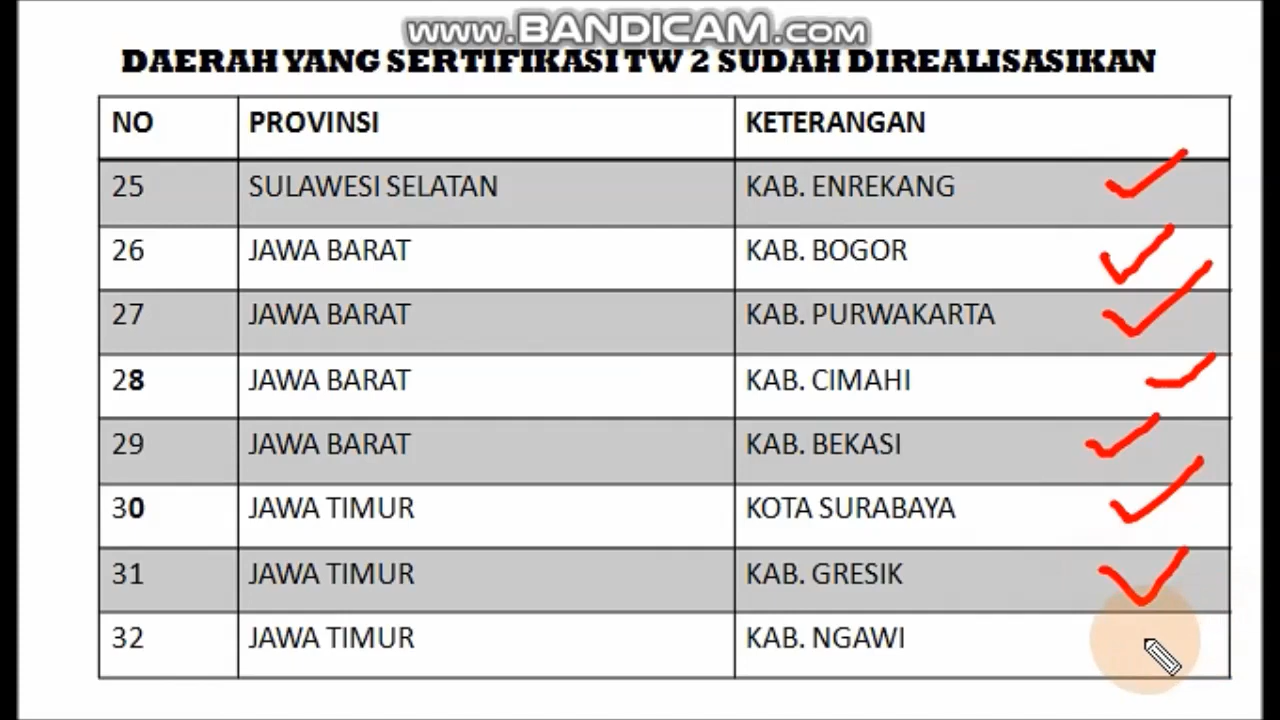 www.BANDICAM.com
DAERAH YANG SERTIFIKASI TW 2 SUDAH DIREALISASIKAN
NO PROVINSI KETERANGAN
25 SULAWESI SELATAN KAB. ENREKANG
26 JAWA BARAT KAB. BOGOR
27 JAWA BARAT KAB. PURWAKARTA
28 JAWA BARAT KAB. CIMAHI
29 JAWA BARAT KAB. BEKASI
30 JAWA TIMUR KOTA SURABAYA
31 JAWA TIMUR KAB. GRESIK
32 JAWA TIMUR KAB. NGAWI